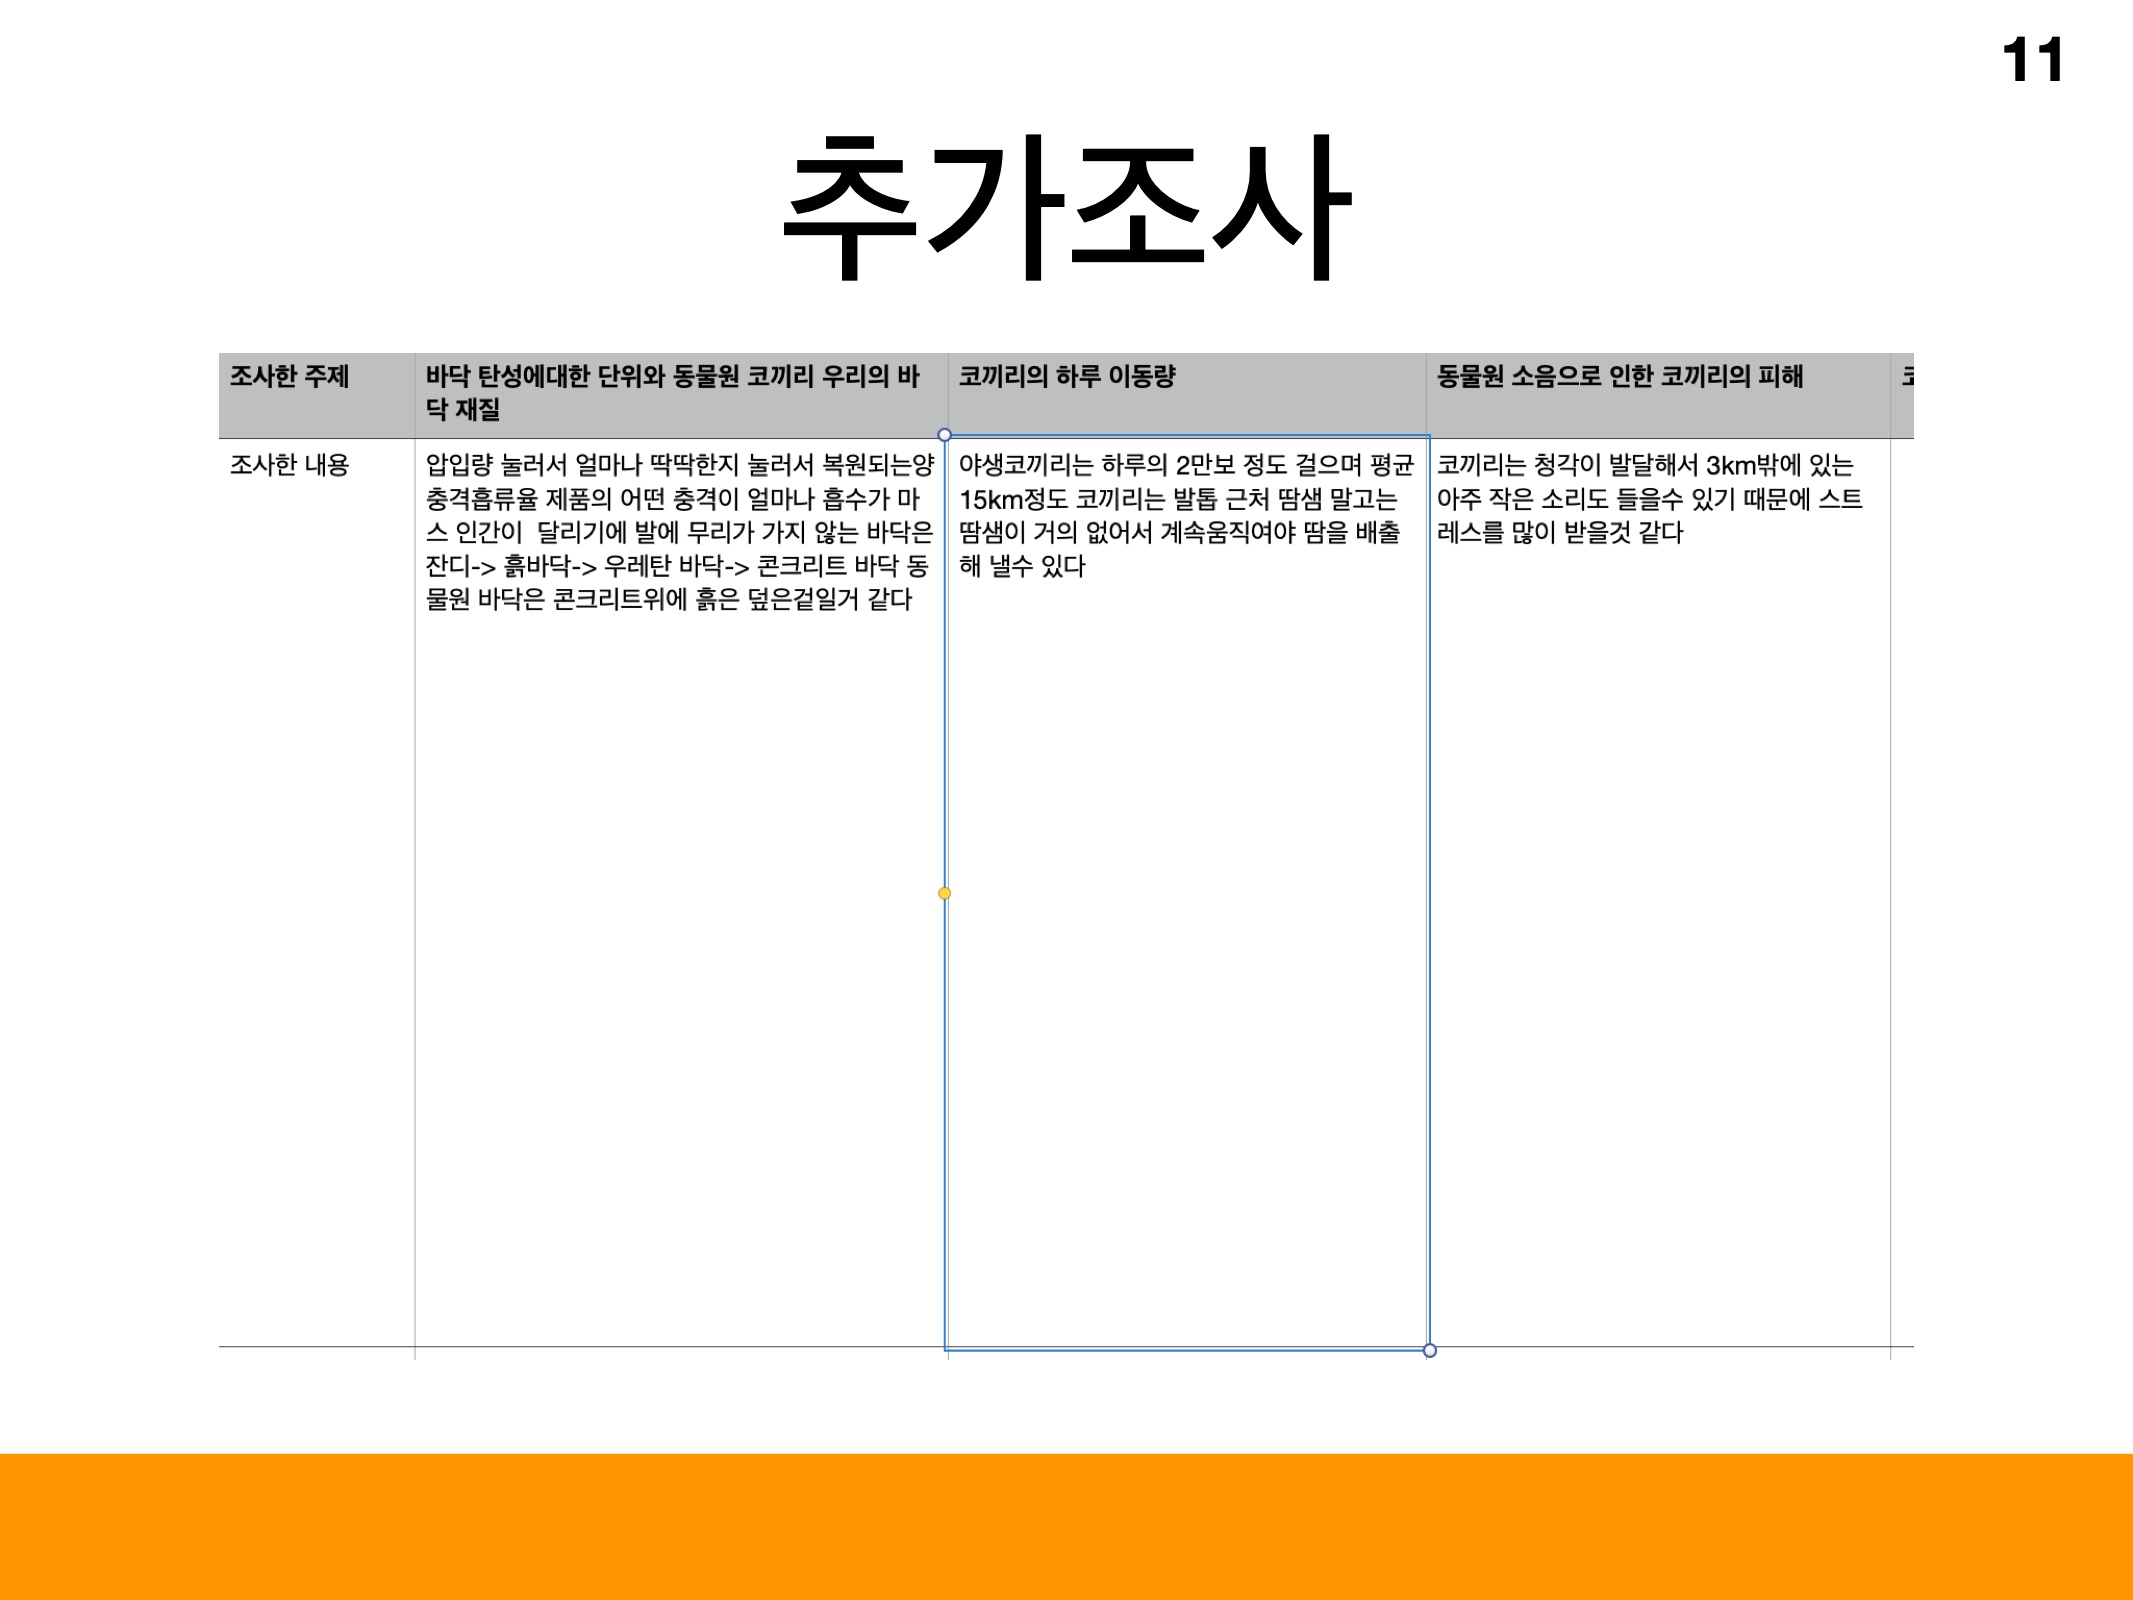 11
추가조사
조사한 주제
바닥 탄성에대한 단위와 동물원 코끼리 우리의 바
닥 재질
코끼리의 하루 이동량
동물원 소음으로 인한 코끼리의 피해
조사한 내용
압입량 눌러서 얼마나 딱딱한지 눌러서 복원되는양
충격흡류율 제품의 어떤 충격이 얼마나 흡수가 마
스 인간이  달리기에 발에 무리가 가지 않는 바닥은
잔디-> 흙바닥-> 우레탄 바닥-> 콘크리트 바닥 동
물원 바닥은 콘크리트위에 흙은 덮은겉일거 같다
야생코끼리는 하루의 2만보 정도 걸으며 평균
15km정도 코끼리는 발톱 근처 땀샘 말고는
땀샘이 거의 없어서 계속움직여야 땀을 배출
해 낼수 있다
코끼리는 청각이 발달해서 3km밖에 있는
아주 작은 소리도 들을수 있기 때문에 스트
레스를 많이 받을것 같다